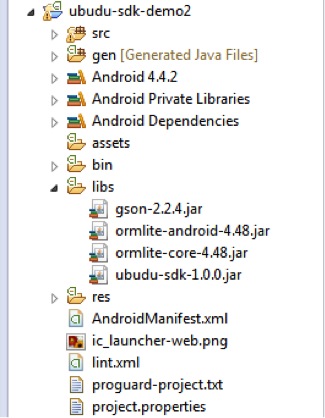 ubudu-sdk-demo2
src
gen [Generated Java Files]
Android 4.4.2
Android Private Libraries
Android Dependencies
assets
bin
libs
gson-2.2.4.jar
ormlite-android-4.48.jar
ormlite-core-4.48.jar
ubudu-sdk-1.0.0.jar
res
AndroidManifest.xml
ic_launcher-web.png
lint.xml
proguard-project.txt
project.properties